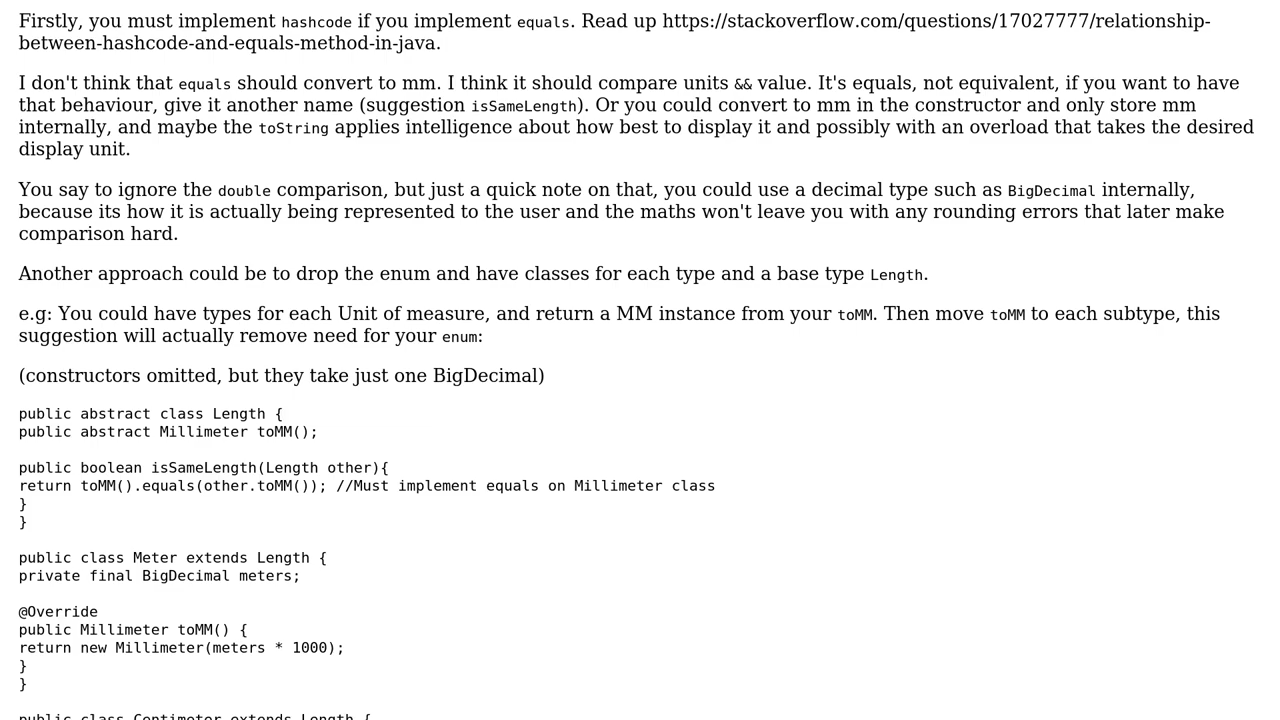 Firstly, you must implement hashcode if you implement equals. Read up https://stackoverflow.com/questions/17027777/relationship-
between-hashcode-and-equals-method-in-java.
I don't think that equals should convert to mm. I think it should compare units && value. It's equals, not equivalent, if you want to have
that behaviour, give it another name (suggestion isSameLength). Or you could convert to mm in the constructor and only store mm
internally, and maybe the toString applies intelligence about how best to display it and possibly with an overload that takes the desired
display unit.
You say to ignore the double comparison, but just a quick note on that, you could use a decimal type such as BigDecimal internally,
because its how it is actually being represented to the user and the maths won't leave you with any rounding errors that later make
comparison hard.
Another approach could be to drop the enum and have classes for each type and a base type Length.
e.g: You could have types for each Unit of measure, and return a MM instance from your toMM. Then move toMM to each subtype, this
suggestion will actually remove need for your enum:
(constructors omitted, but they take just one BigDecimal)
public abstract class Length {
public abstract Millimeter toMM();
public boolean isSameLength(Length other){
return toMM().equals(other.toMM()); //Must implement equals on Millimeter class
}
}
public class Meter extends Length {
private final BigDecimal meters;
@Override
public Millimeter toMM() {
return new Millimeter(meters * 1000);
}
}
public class Centimeter extends Length {